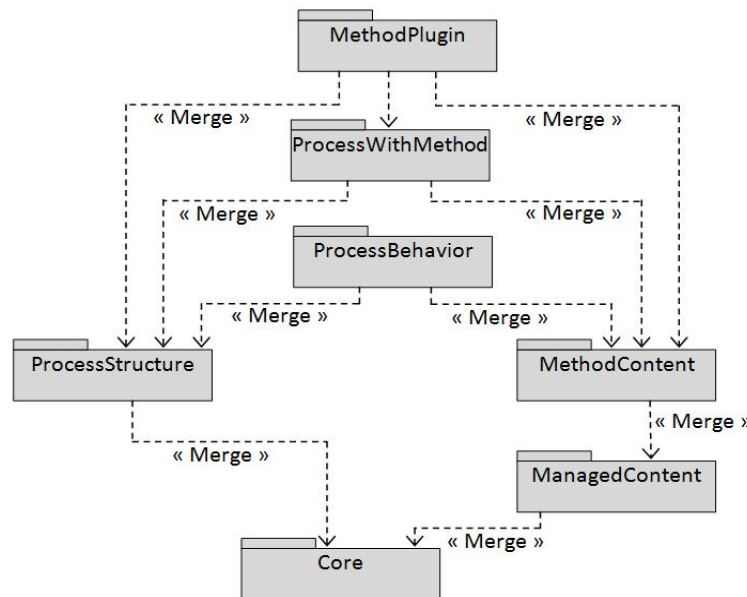 MethodPlugin
« Merge »
« Merge »
ProcessWithMethod
« Merge »
« Merge »
ProcessBehavior
« Merge »
« Merge »
ProcessStructure
MethodContent
« Merge »
« Merge »
ManagedContent
« Merge »
Core